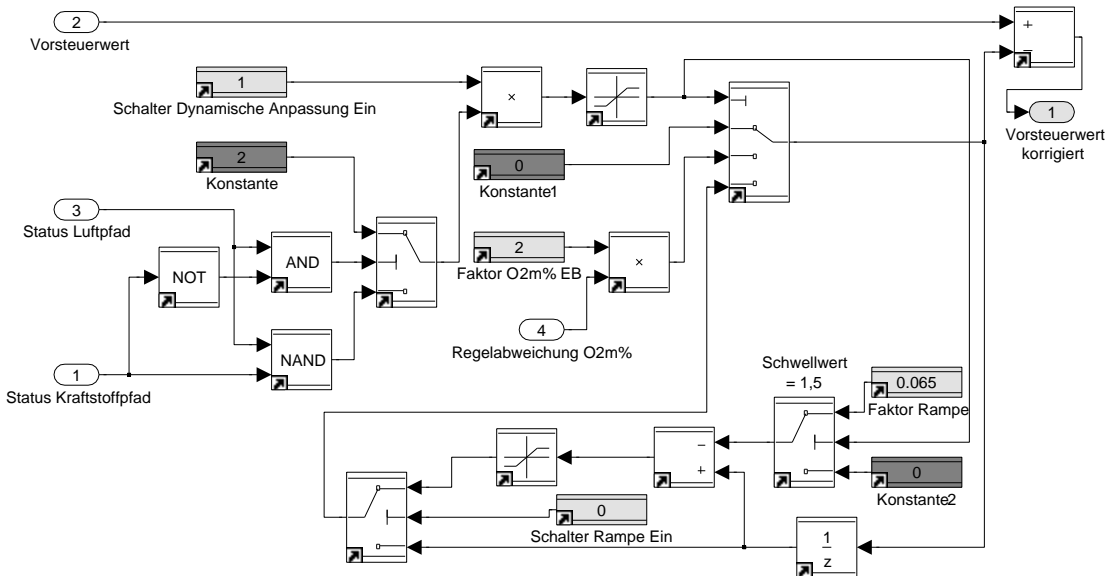 2
Vorsteuerwert
1
Schalter Dynamische Anpassung Ein
×
+
−
1
Vorsteuerwert
korrigiert
2
Konstante
0
Konstante1
3
Status Luftpfad
NOT
AND
2
Faktor O2m% EB
×
NAND
4
Regelabweichung O2m%
1
Status Kraftstoffpfad
Schwellwert
= 1,5
0.065
Faktor Rampe
−
+
0
Konstante2
0
Schalter Rampe Ein
1
z